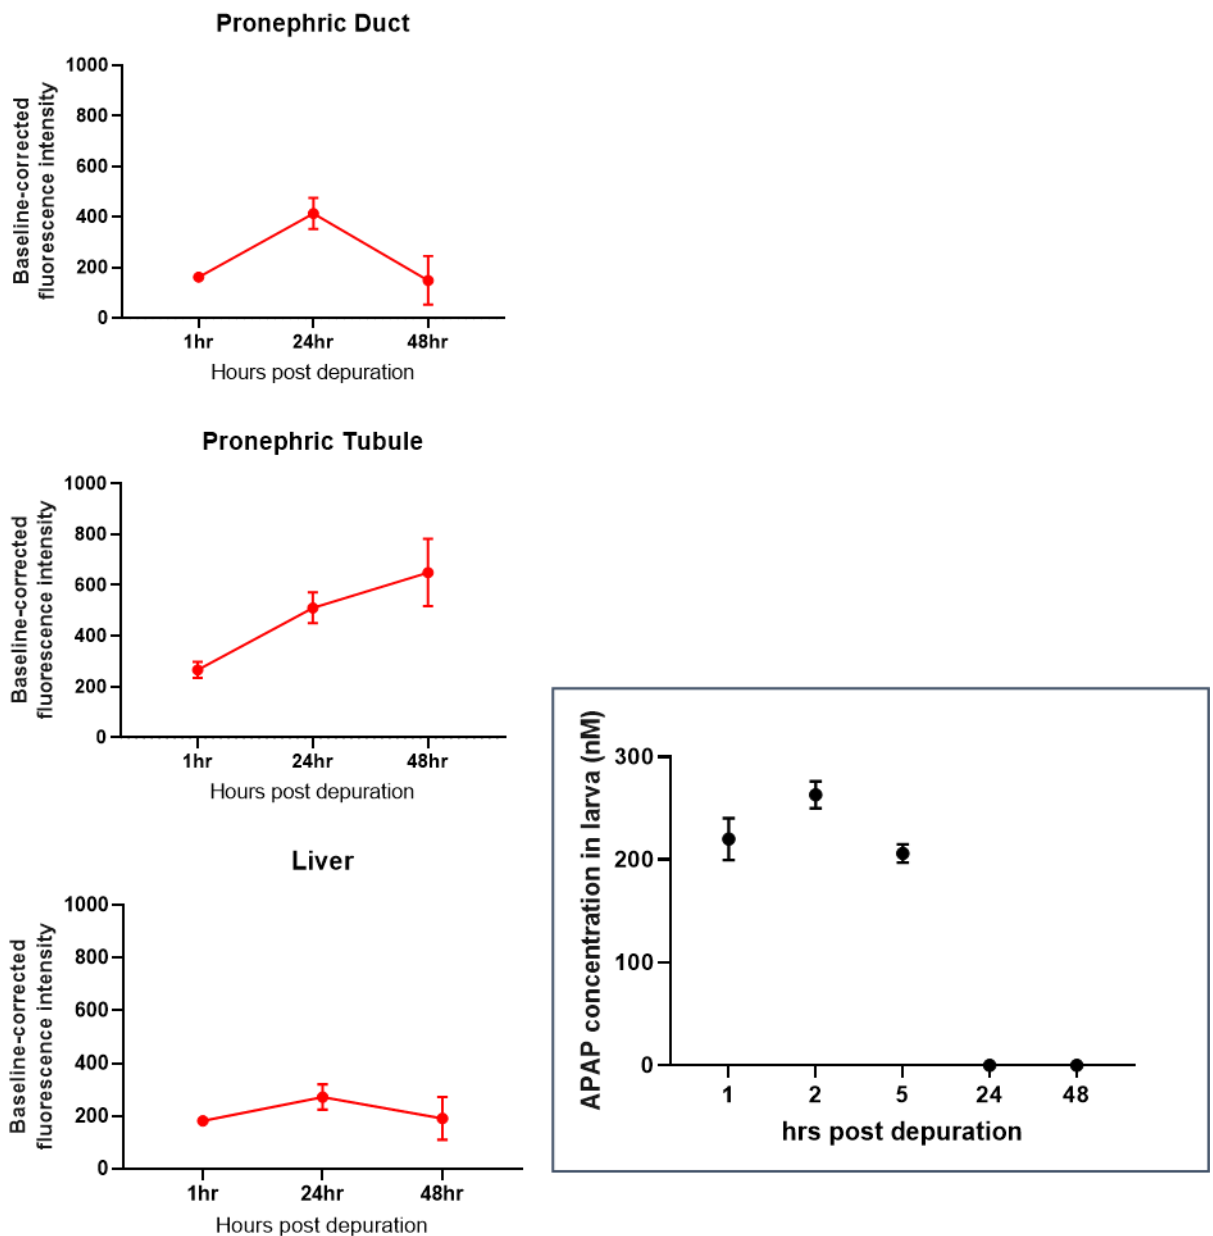 Pronephric Duct
Baseline-corrected
fluorescence intensity
1000
800
600
400
200
0
1hr 24hr 48hr
Hours post depuration
Pronephric Tubule
Baseline-corrected
fluorescence intensity
1000
800
600
400
200
0
1hr 24hr 48hr
Hours post depuration
Liver
Baseline-corrected
fluorescence intensity
1000
800
600
400
200
0
1hr 24hr 48hr
Hours post depuration
APAP concentration in larva (nM)
300
200
100
0
1 2 5 24 48
hrs post depuration